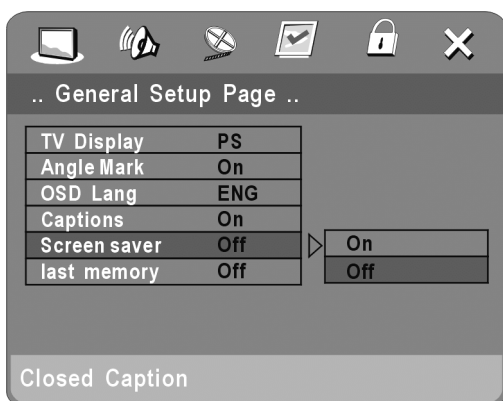 .. General Setup Page ..
TV Display PS
Angle Mark On
OSD Lang ENG
Captions On
Screen saver Off On
last memory Off Off
Closed Caption